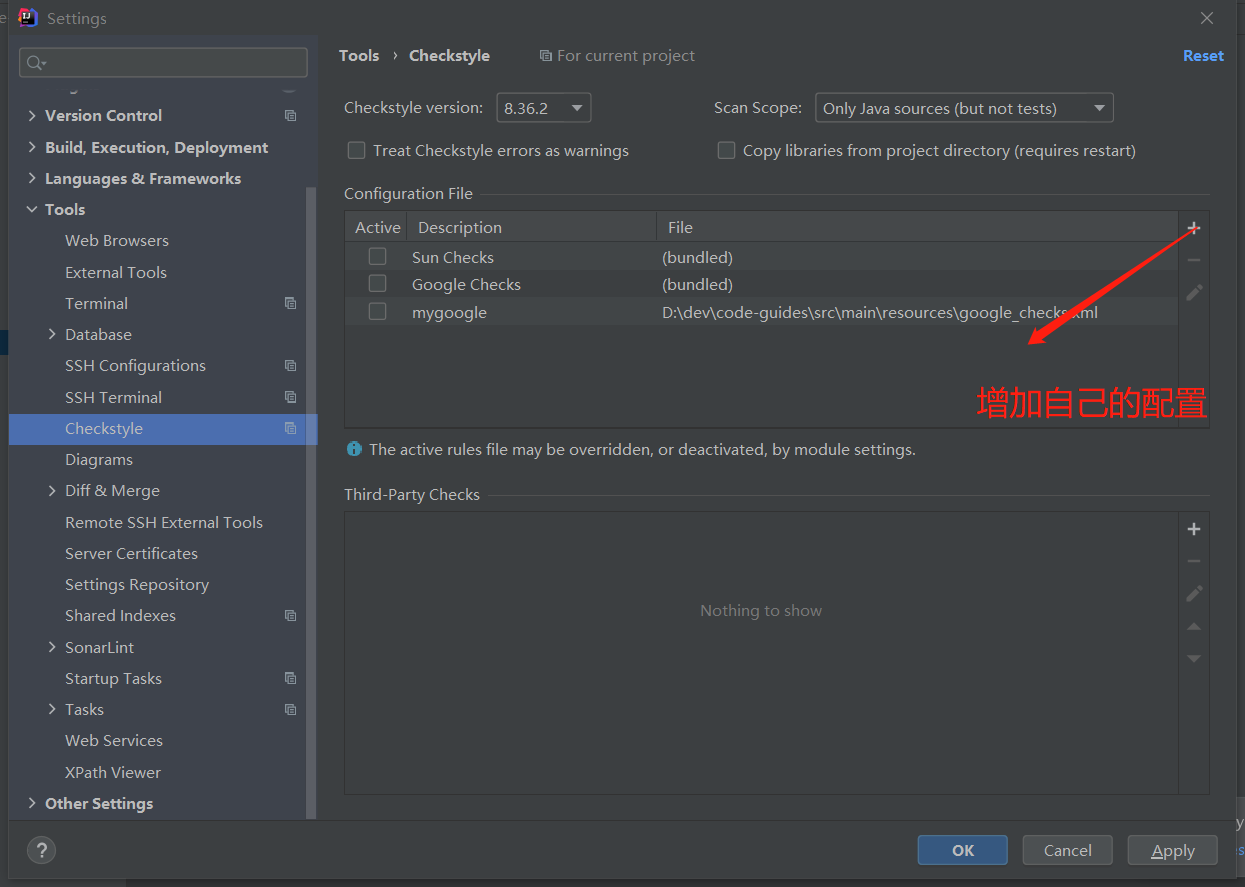 Settings
Tools › Checkstyle For current project Reset
Version Control
Build, Execution, Deployment
Languages & Frameworks
Tools
Web Browsers
External Tools
Terminal
Database
SSH Configurations
SSH Terminal
Checkstyle
Diagrams
Diff & Merge
Remote SSH External Tools
Server Certificates
Settings Repository
Shared Indexes
SonarLint
Startup Tasks
Tasks
Web Services
XPath Viewer
Other Settings
Checkstyle version: 8.36.2 Scan Scope: Only Java sources (but not tests)
Treat Checkstyle errors as warnings Copy libraries from project directory (requires restart)
Configuration File
Active Description File
Sun Checks (bundled)
Google Checks (bundled)
mygoogle D:\dev\code-guides\src\main\resources\google_checks.xml
增加自己的配置
The active rules file may be overridden, or deactivated, by module settings.
Third-Party Checks
Nothing to show
? OK Cancel Apply